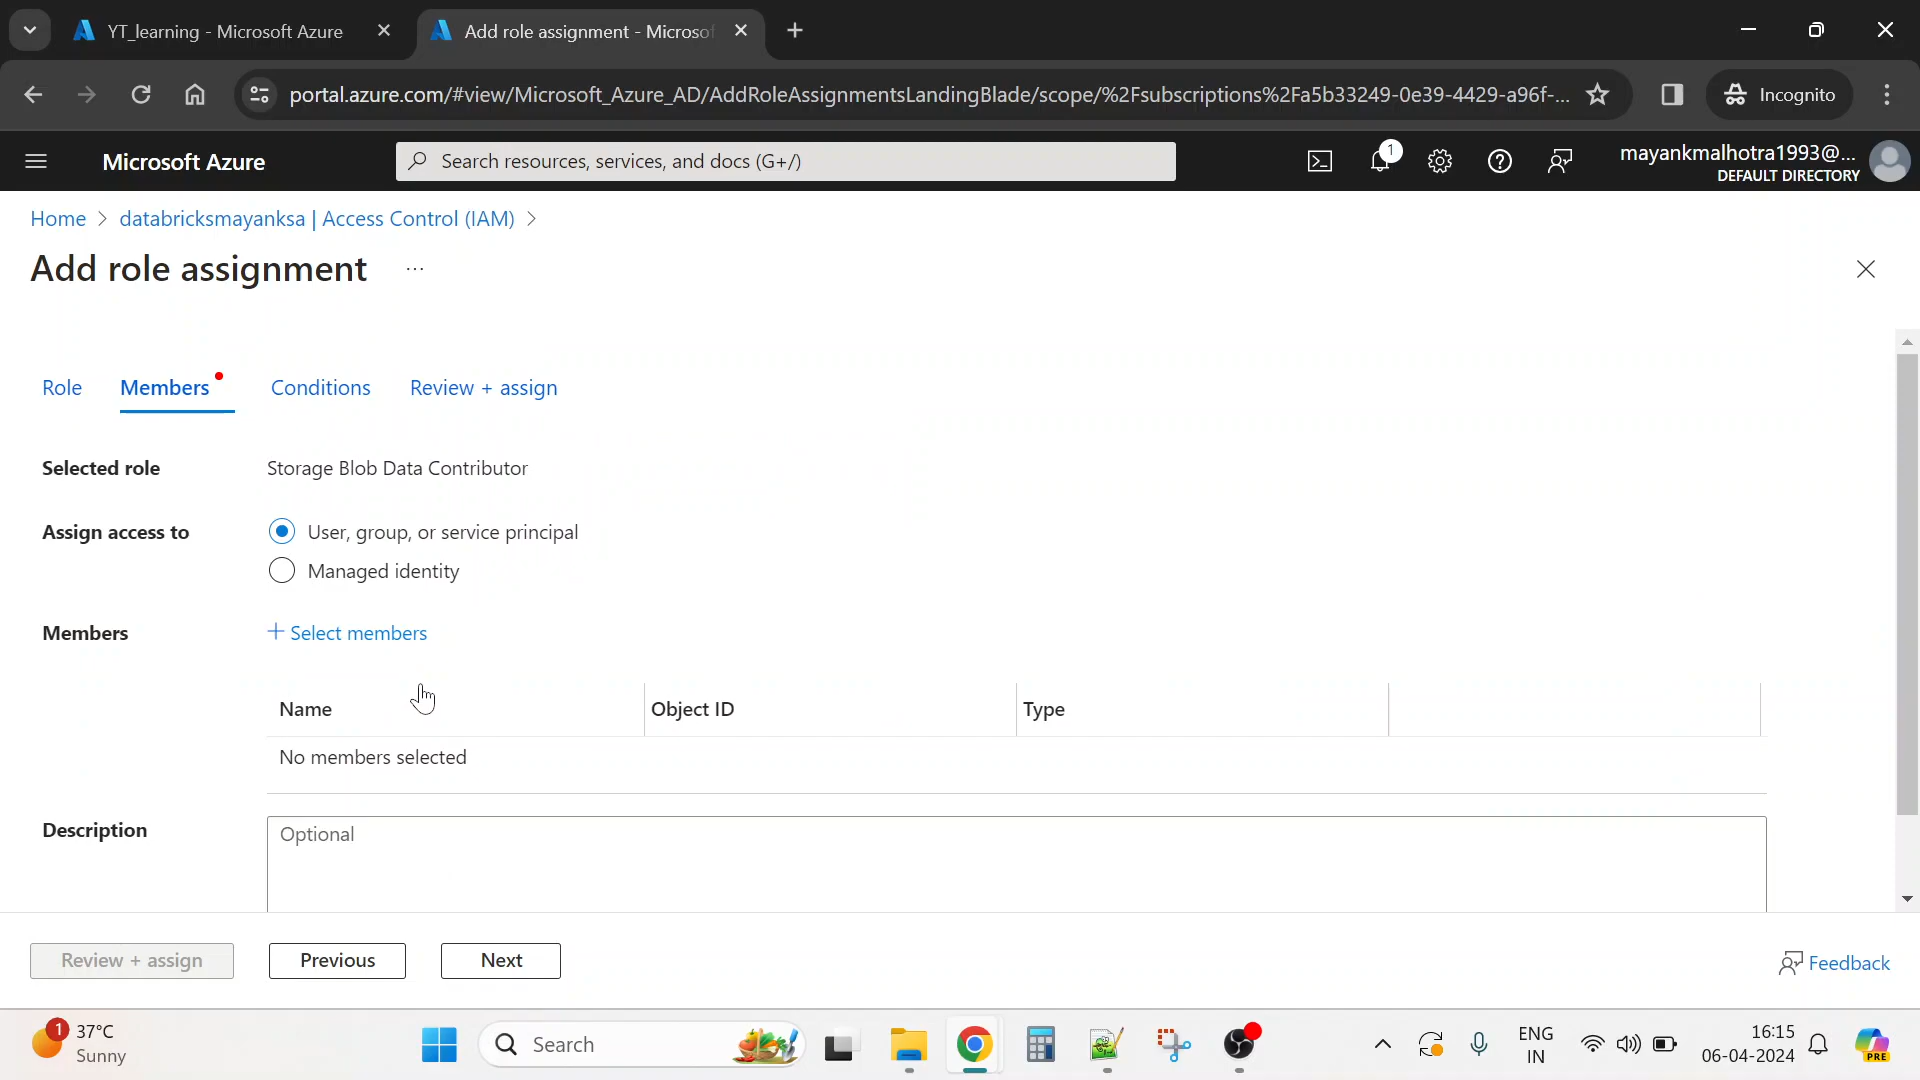 YT_learning - Microsoft Azure
Add role assignment - Microsof
portal.azure.com/#view/Microsoft_Azure_AD/AddRoleAssignmentsLandingBlade/scope/%2Fsubscriptions%2Fa5b33249-0e39-4429-a96f-...
Incognito
Microsoft Azure
Search resources, services, and docs (G+/)
1
mayankmalhotra1993@...
DEFAULT DIRECTORY
Home > databricksmayanksa | Access Control (IAM) >
Add role assignment ...
Role
Members
Conditions
Review + assign
Selected role
Storage Blob Data Contributor
Assign access to
User, group, or service principal
Managed identity
Members
+ Select members
Name
Object ID
Type
No members selected
Description
Optional
Review + assign
Previous
Next
Feedback
1
37°C
Sunny
Search
ENG
IN
16:15
06-04-2024
PRE